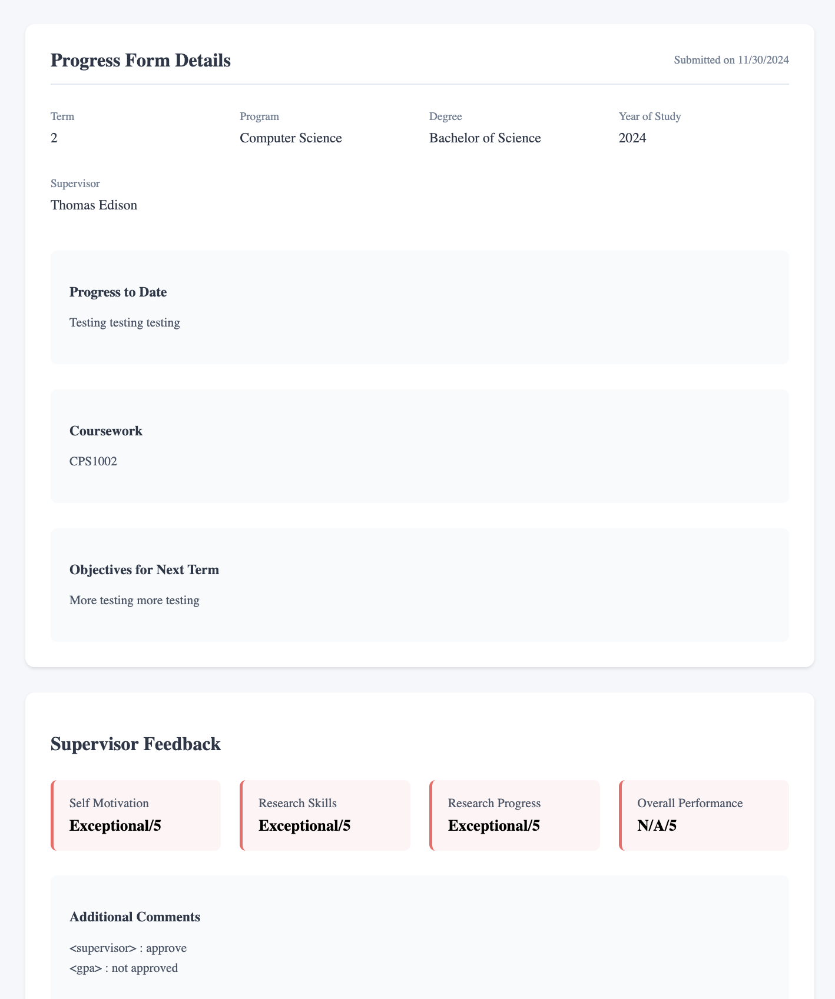 Progress Form Details
Submitted on 11/30/2024
Term
2
Program
Computer Science
Degree
Bachelor of Science
Year of Study
2024
Supervisor
Thomas Edison
Progress to Date
Testing testing testing
Coursework
CPS1002
Objectives for Next Term
More testing more testing
Supervisor Feedback
Self Motivation
Exceptional/5
Research Skills
Exceptional/5
Research Progress
Exceptional/5
Overall Performance
N/A/5
Additional Comments
<supervisor> : approve
<gpa> : not approved